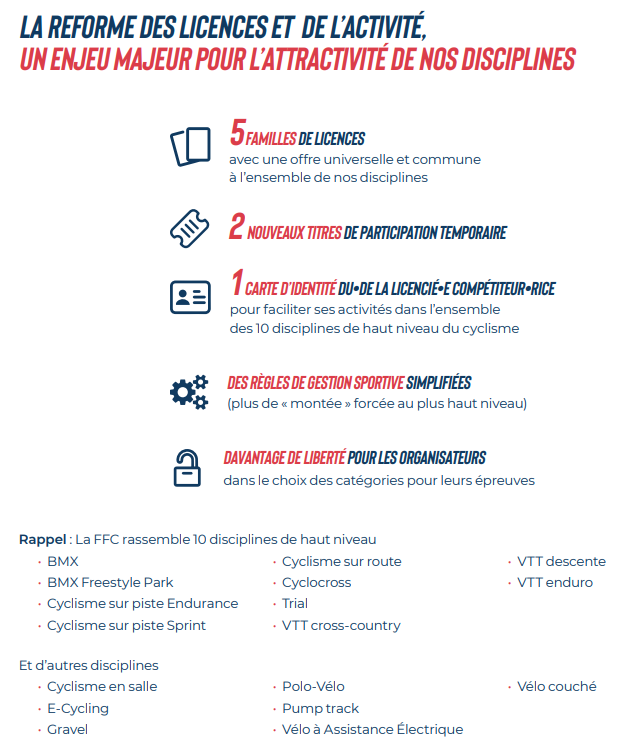 LA REFORME DES LICENCES ET DE L'ACTIVITÉ,
UN ENJEU MAJEUR POUR L'ATTRACTIVITÉ DE NOS DISCIPLINES
5 FAMILLES DE LICENCES
avec une offre universelle et commune
à l'ensemble de nos disciplines
2 NOUVEAUX TITRES DE PARTICIPATION TEMPORAIRE
1 CARTE D'IDENTITÉ DU•DE LA LICENCIÉ•E COMPÉTITEUR•RICE
pour faciliter ses activités dans l'ensemble
des 10 disciplines de haut niveau du cyclisme
DES RÈGLES DE GESTION SPORTIVE SIMPLIFIÉES
(plus de « montée » forcée au plus haut niveau)
DAVANTAGE DE LIBERTÉ POUR LES ORGANISATEURS
dans le choix des catégories pour leurs épreuves
Rappel : La FFC rassemble 10 disciplines de haut niveau
• BMX
• BMX Freestyle Park
• Cyclisme sur piste Endurance
• Cyclisme sur piste Sprint
• Cyclisme sur route
• Cyclocross
• Trial
• VTT cross-country
• VTT descente
• VTT enduro
Et d'autres disciplines
• Cyclisme en salle
• E-Cycling
• Gravel
• Polo-Vélo
• Pump track
• Vélo à Assistance Électrique
• Vélo couché